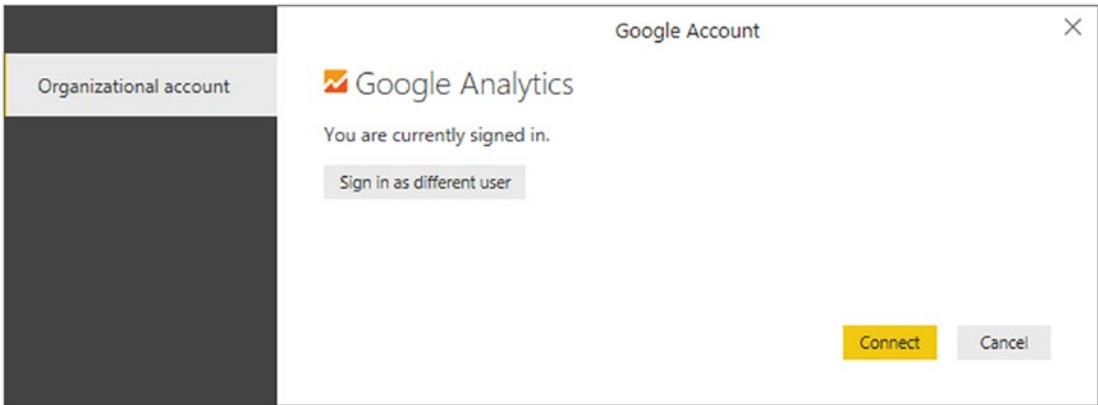 Google Account
Organizational account
Google Analytics
You are currently signed in.
Sign in as different user
Connect
Cancel